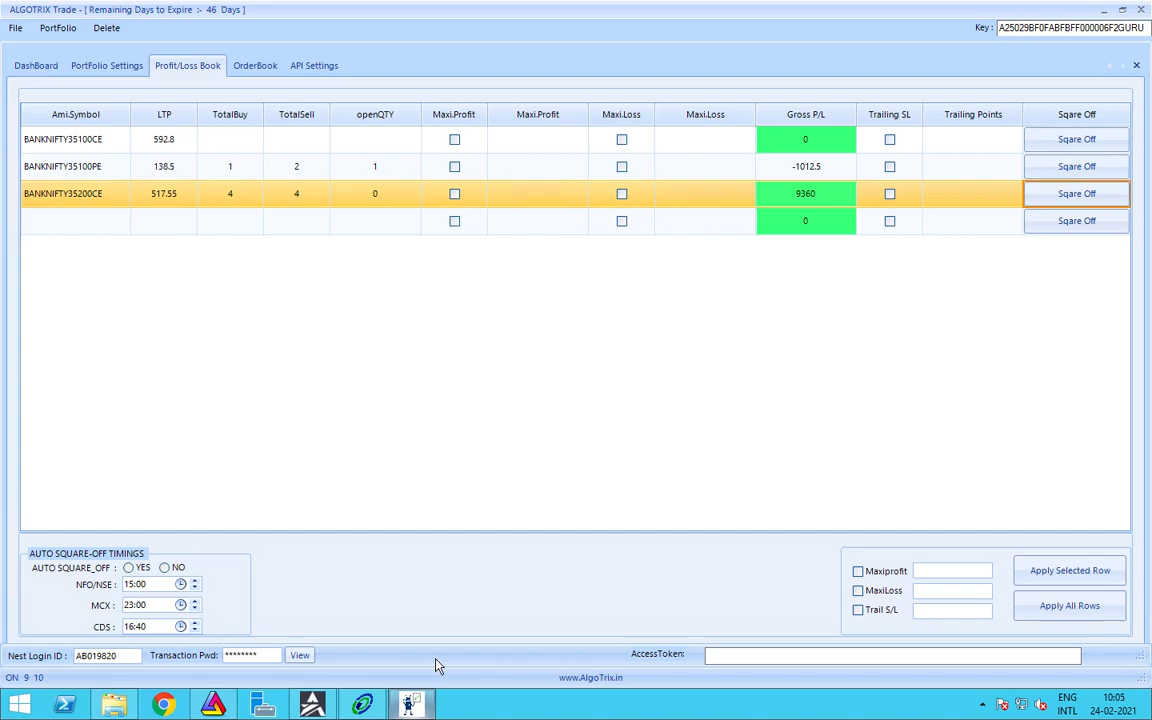 ALGOTRIX Trade - [ Remaining Days to Expire :- 46 Days ]
File PortFolio Delete Key : A25029BF0FABFBFF000006F2GURU
DashBoard PortFolio Settings Profit/Loss Book OrderBook API Settings
Ami.Symbol LTP TotalBuy TotalSell openQTY Maxi.Profit Maxi.Profit Maxi.Loss Maxi.Loss Gross P/L Trailing SL Trailing Points Sqare Off
BANKNIFTY35100CE 592.8 0 Sqare Off
BANKNIFTY35100PE 138.5 1 2 1 -1012.5 Sqare Off
BANKNIFTY35200CE 517.55 4 4 0 9360 Sqare Off
0 Sqare Off
AUTO SQUARE-OFF TIMINGS
AUTO SQUARE_OFF : YES NO
NFO/NSE : 15:00
MCX : 23:00
CDS : 16:40
Maxiprofit
MaxiLoss
Trail S/L
Apply Selected Row
Apply All Rows
Nest Login ID : AB019820 Transaction Pwd: ******** View AccessToken:
ON 9 10 www.AlgoTrix.in
ENG 10:05
INTL 24-02-2021